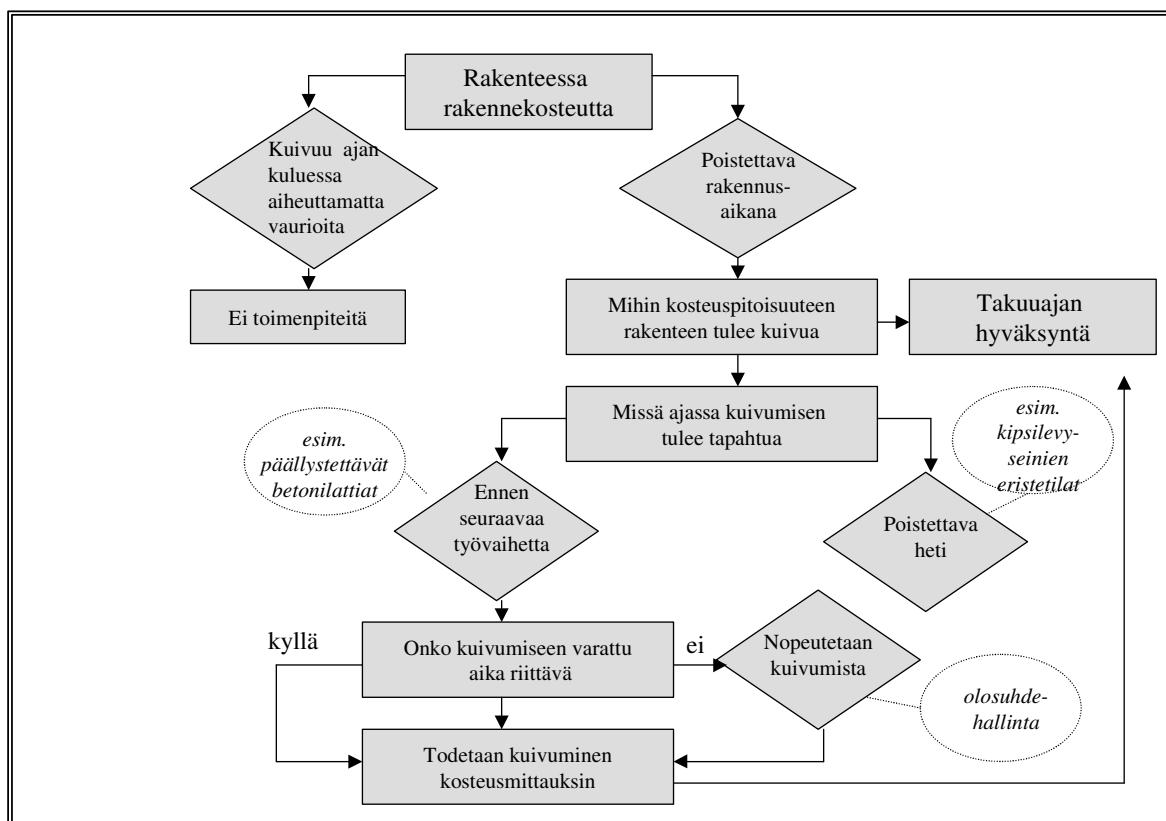 Rakenteessa
rakennekosteutta
Kuivuu ajan
kuluessa
aiheuttamatta
vaurioita
Poistettava
rakennus-
aikana
Ei toimenpiteitä
Mihin kosteuspitoisuuteen
rakenteen tulee kuivua
Takuuajan
hyväksyntä
Missä ajassa kuivumisen
tulee tapahtua
esim.
päällystettävät
betonilattiat
esim.
kipsilevy-
seinien
eristetilat
Ennen
seuraavaa
työvaihetta
Poistettava
heti
kyllä
Onko kuivumiseen varattu
aika riittävä
ei
Nopeutetaan
kuivumista
olosuhde-
hallinta
Todetaan kuivuminen
kosteusmittauksin